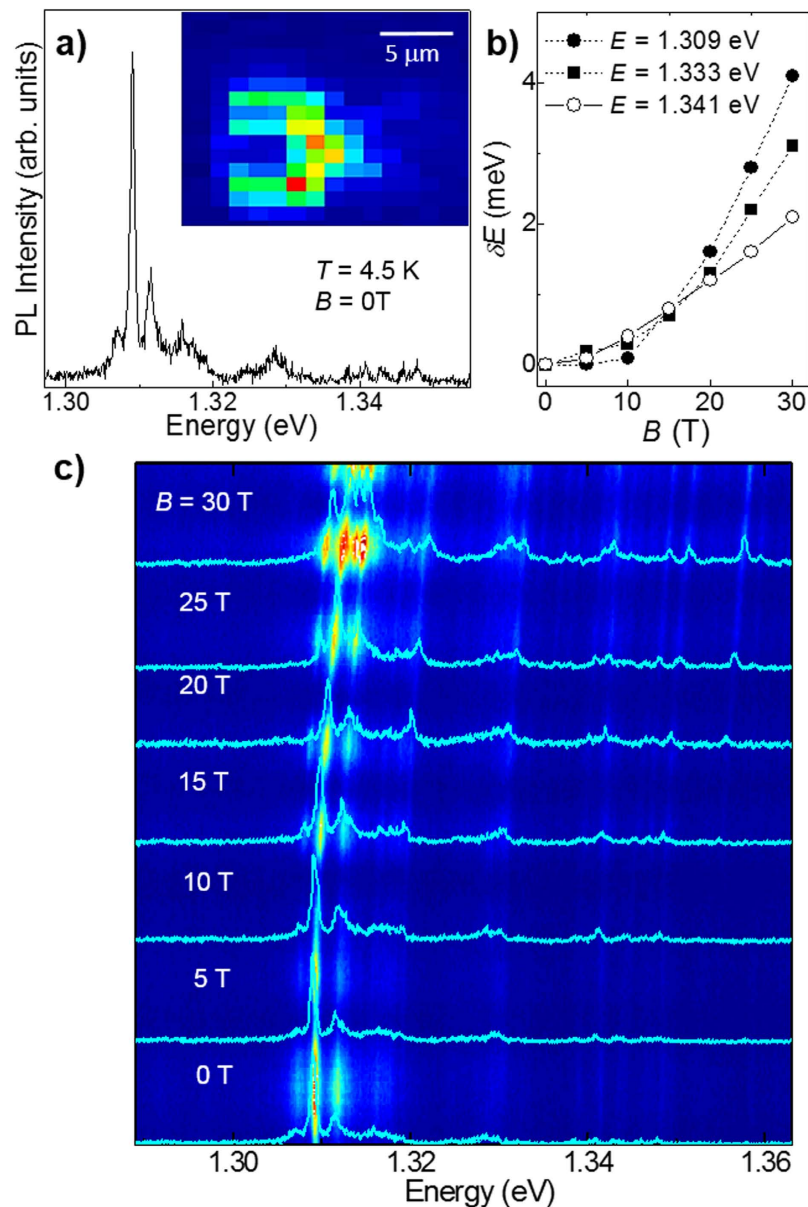 a)
5 μm
PL Intensity (arb. units)
T = 4.5 K
B = 0T
1.30
1.32
1.34
Energy (eV)
b)
E = 1.309 eV
E = 1.333 eV
E = 1.341 eV
4
2
0
δE (meV)
0
10
20
30
B (T)
c)
B = 30 T
25 T
20 T
15 T
10 T
5 T
0 T
1.30
1.32
1.34
1.36
Energy (eV)